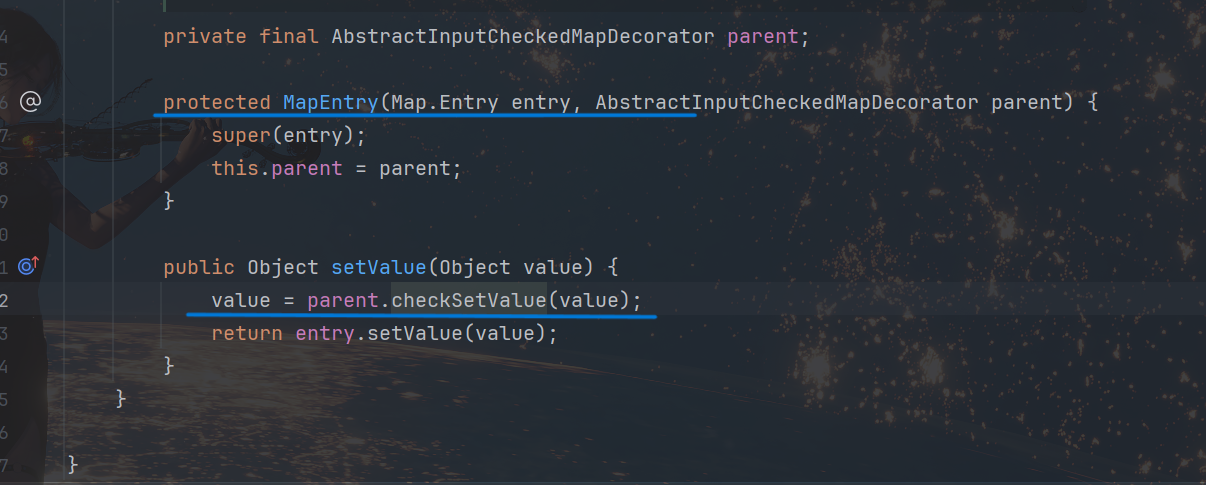 4 private final AbstractInputCheckedMapDecorator parent;
5
6 @ protected MapEntry(Map.Entry entry, AbstractInputCheckedMapDecorator parent) {
7 super(entry);
8 this.parent = parent;
9 }
0
1 public Object setValue(Object value) {
2 value = parent.checkSetValue(value);
3 return entry.setValue(value);
4 }
5 }
6
7 }